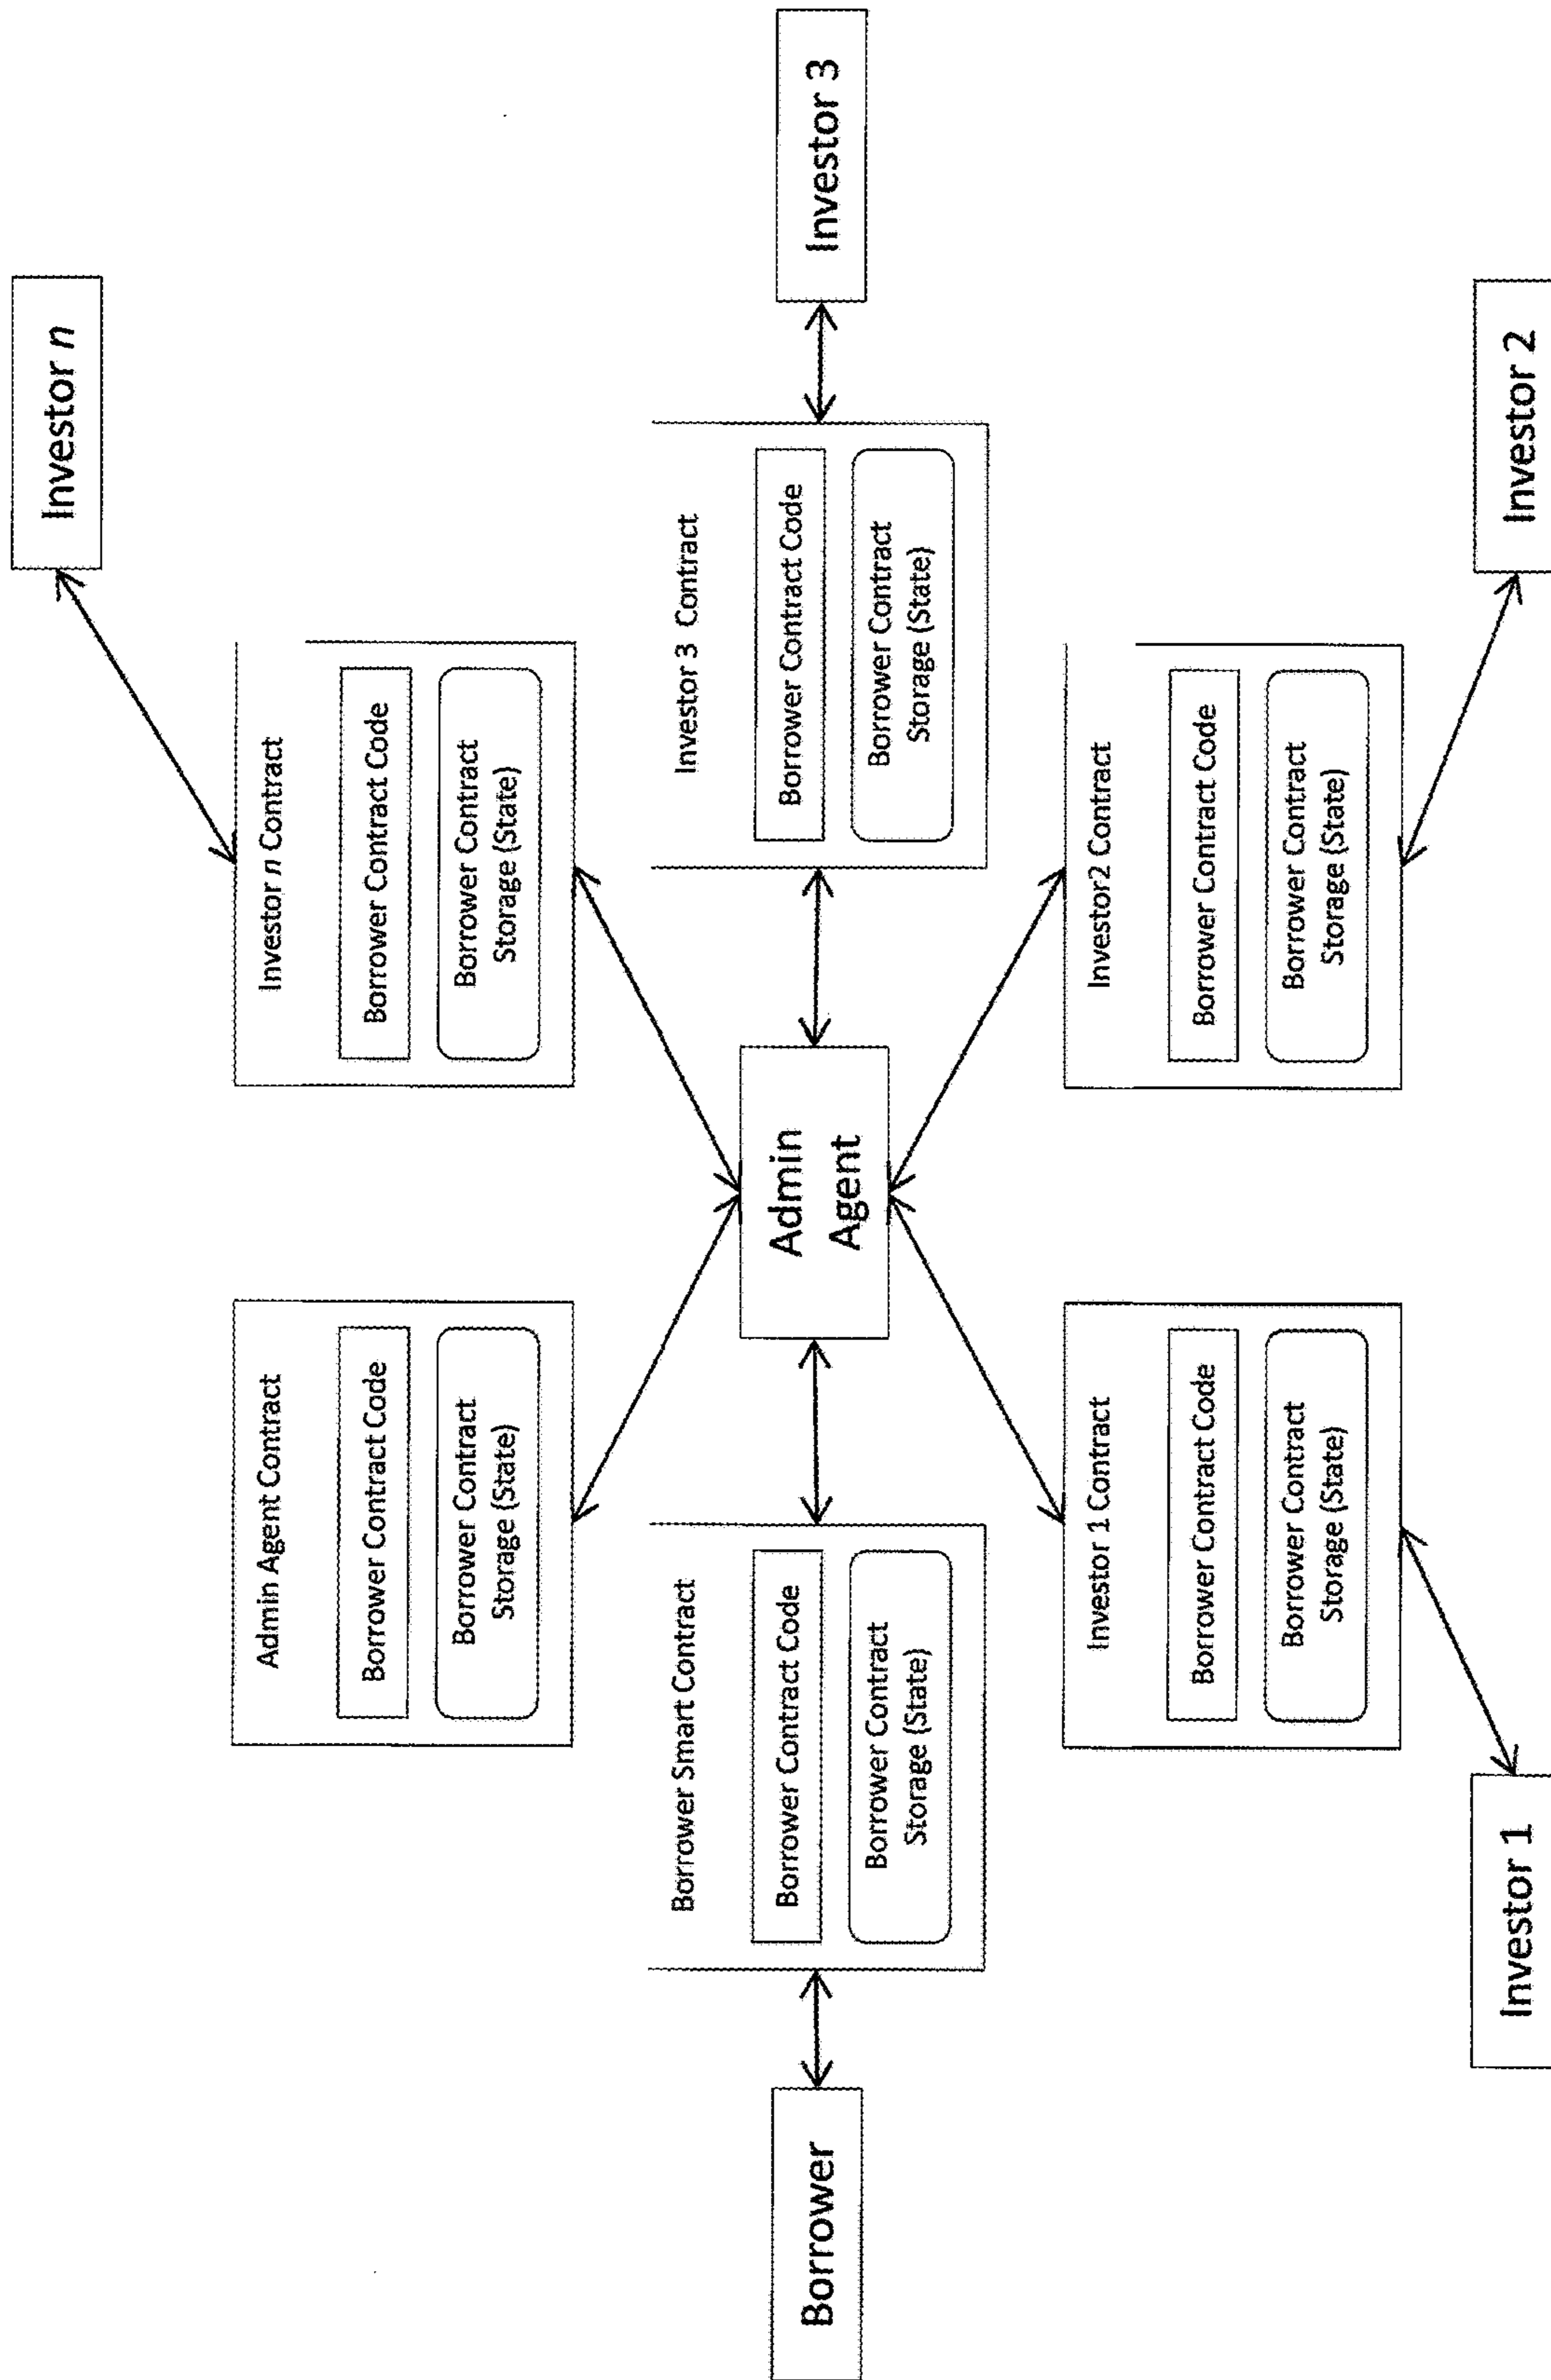 Investor n
Investor n Contract
Borrower Contract Code
Borrower Contract
Storage (State)
Admin Agent Contract
Borrower Contract Code
Borrower Contract
Storage (State)
Borrower
Borrower Smart Contract
Borrower Contract Code
Borrower Contract
Storage (State)
Admin
Agent
Investor 3 Contract
Borrower Contract Code
Borrower Contract
Storage (State)
Investor 3
Investor 1 Contract
Borrower Contract Code
Borrower Contract
Storage (State)
Investor2 Contract
Borrower Contract Code
Borrower Contract
Storage (State)
Investor 1
Investor 2